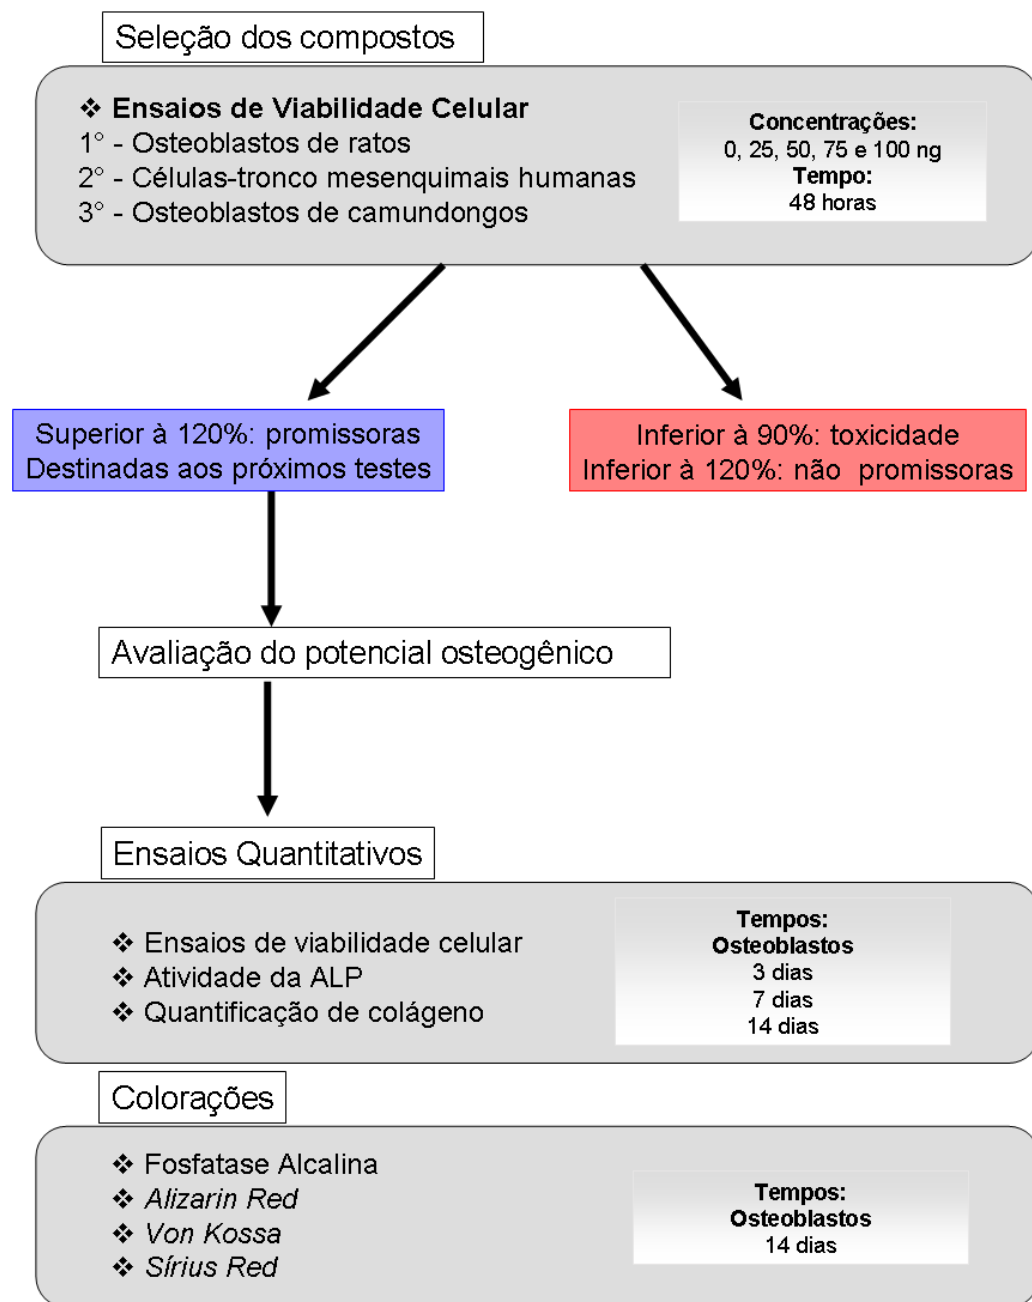 Seleção dos compostos
❖ Ensaios de Viabilidade Celular
1° - Osteoblastos de ratos
2° - Células-tronco mesenquimais humanas
3° - Osteoblastos de camundongos
Concentrações:
0, 25, 50, 75 e 100 ng
Tempo:
48 horas
Superior à 120%: promissoras
Destinadas aos próximos testes
Inferior à 90%: toxicidade
Inferior à 120%: não promissoras
Avaliação do potencial osteogênico
Ensaios Quantitativos
❖ Ensaios de viabilidade celular
❖ Atividade da ALP
❖ Quantificação de colágeno
Tempos:
Osteoblastos
3 dias
7 dias
14 dias
Colorações
❖ Fosfatase Alcalina
❖ Alizarin Red
❖ Von Kossa
❖ Sírius Red
Tempos:
Osteoblastos
14 dias